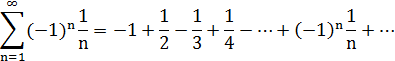 ∑_{n=1}^{∞} (-1)^n 1/n = -1 + 1/2 - 1/3 + 1/4 - ⋯ + (-1)^n 1/n + ⋯